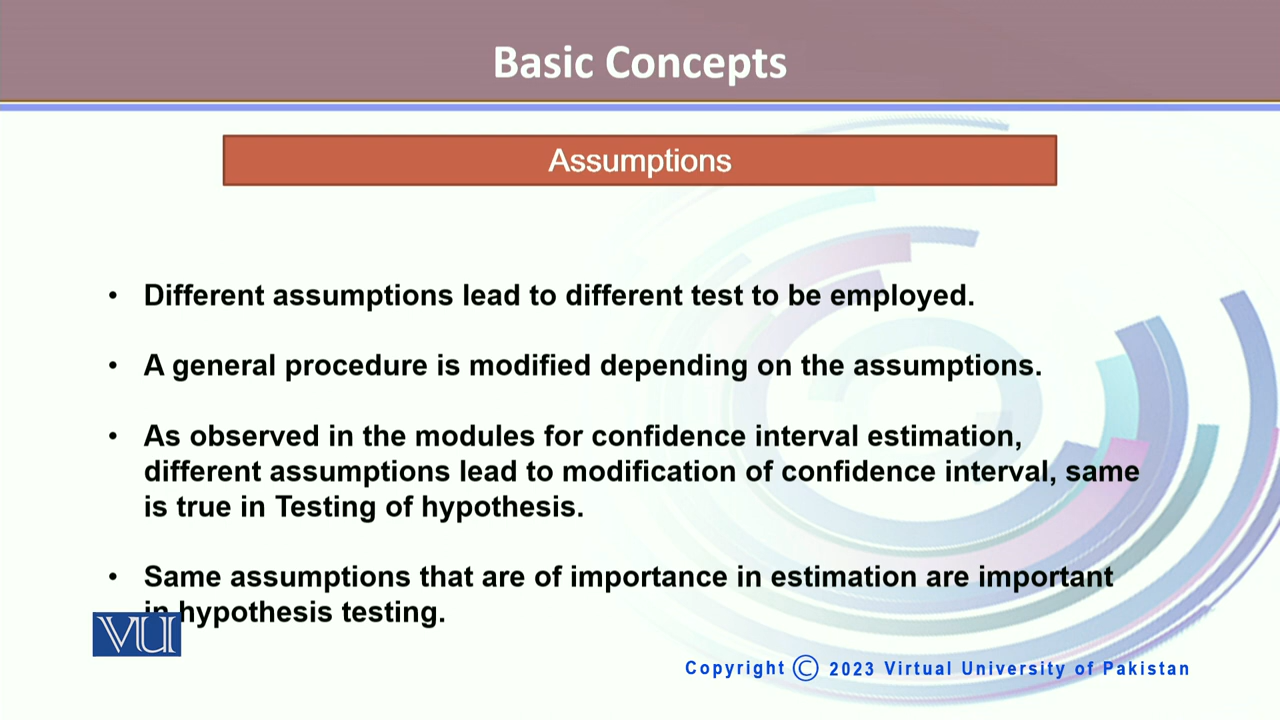 Basic Concepts
Assumptions
• Different assumptions lead to different test to be employed.
• A general procedure is modified depending on the assumptions.
• As observed in the modules for confidence interval estimation,
different assumptions lead to modification of confidence interval, same
is true in Testing of hypothesis.
• Same assumptions that are of importance in estimation are important
in hypothesis testing.
VU
Copyright © 2023 Virtual University of Pakistan